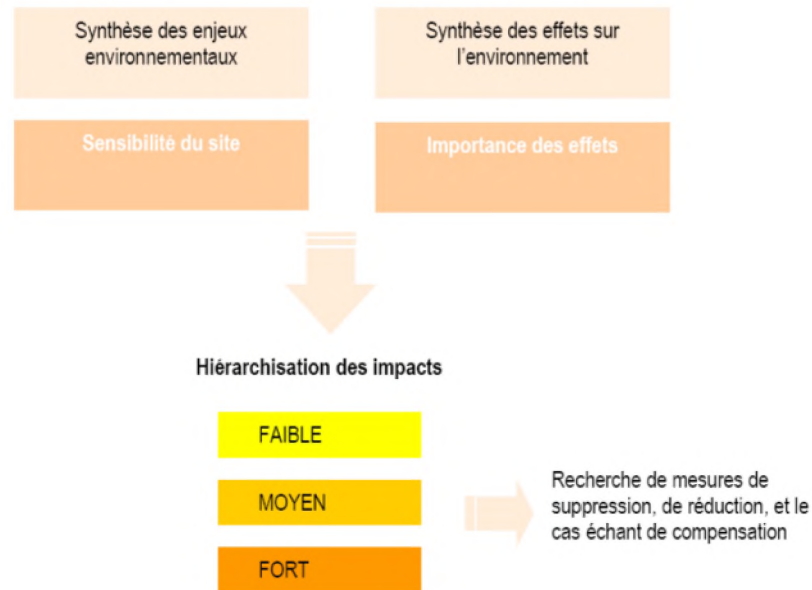 Synthèse des enjeux
environnementaux
Synthèse des effets sur
l'environnement
Sensibilité du site
Importance des effets
Hiérarchisation des impacts
FAIBLE
MOYEN
FORT
Recherche de mesures de
suppression, de réduction, et le
cas échant de compensation